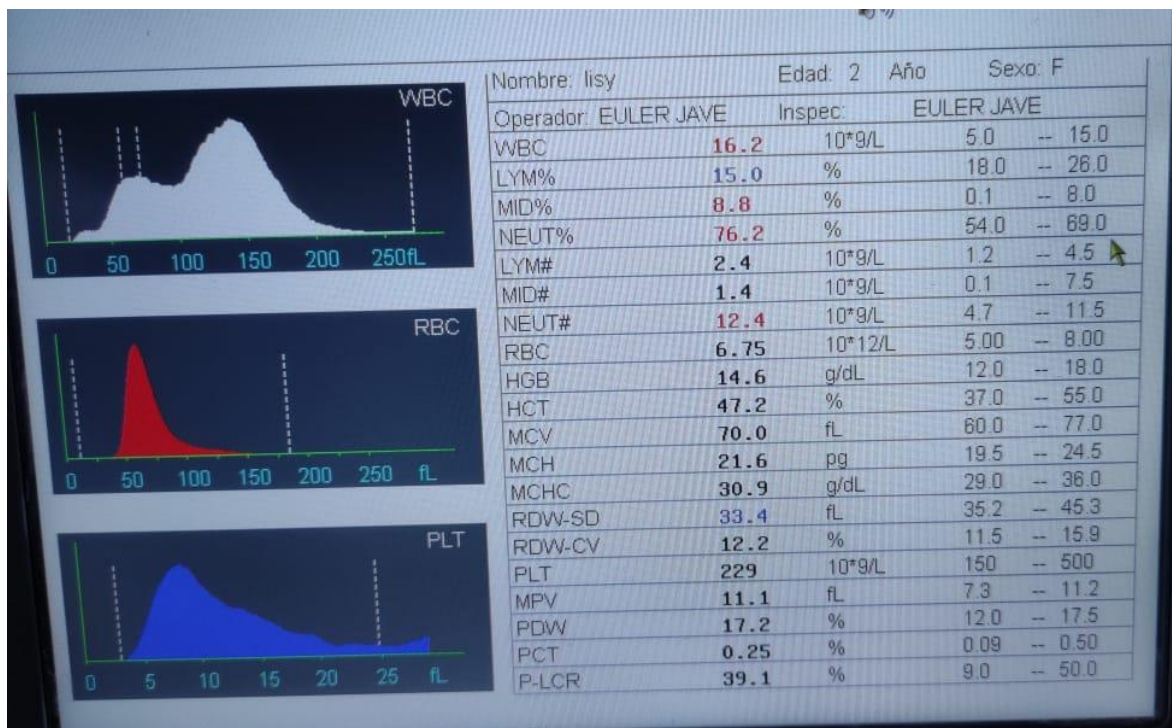 WBC
0 50 100 150 200 250fL
RBC
0 50 100 150 200 250 fL
PLT
0 5 10 15 20 25 fL
Nombre: lisy Edad: 2 Año Sexo: F
Operador: EULER JAVE Inspec: EULER JAVE
WBC 16.2 10*9/L 5.0 -- 15.0
LYM% 15.0 % 18.0 -- 26.0
MID% 8.8 % 0.1 -- 8.0
NEUT% 76.2 % 54.0 -- 69.0
LYM# 2.4 10*9/L 1.2 -- 4.5
MID# 1.4 10*9/L 0.1 -- 7.5
NEUT# 12.4 10*9/L 4.7 -- 11.5
RBC 6.75 10*12/L 5.00 -- 8.00
HGB 14.6 g/dL 12.0 -- 18.0
HCT 47.2 % 37.0 -- 55.0
MCV 70.0 fL 60.0 -- 77.0
MCH 21.6 pg 19.5 -- 24.5
MCHC 30.9 g/dL 29.0 -- 36.0
RDW-SD 33.4 fL 35.2 -- 45.3
RDW-CV 12.2 % 11.5 -- 15.9
PLT 229 10*9/L 150 -- 500
MPV 11.1 fL 7.3 -- 11.2
PDW 17.2 % 12.0 -- 17.5
PCT 0.25 % 0.09 -- 0.50
P-LCR 39.1 % 9.0 -- 50.0